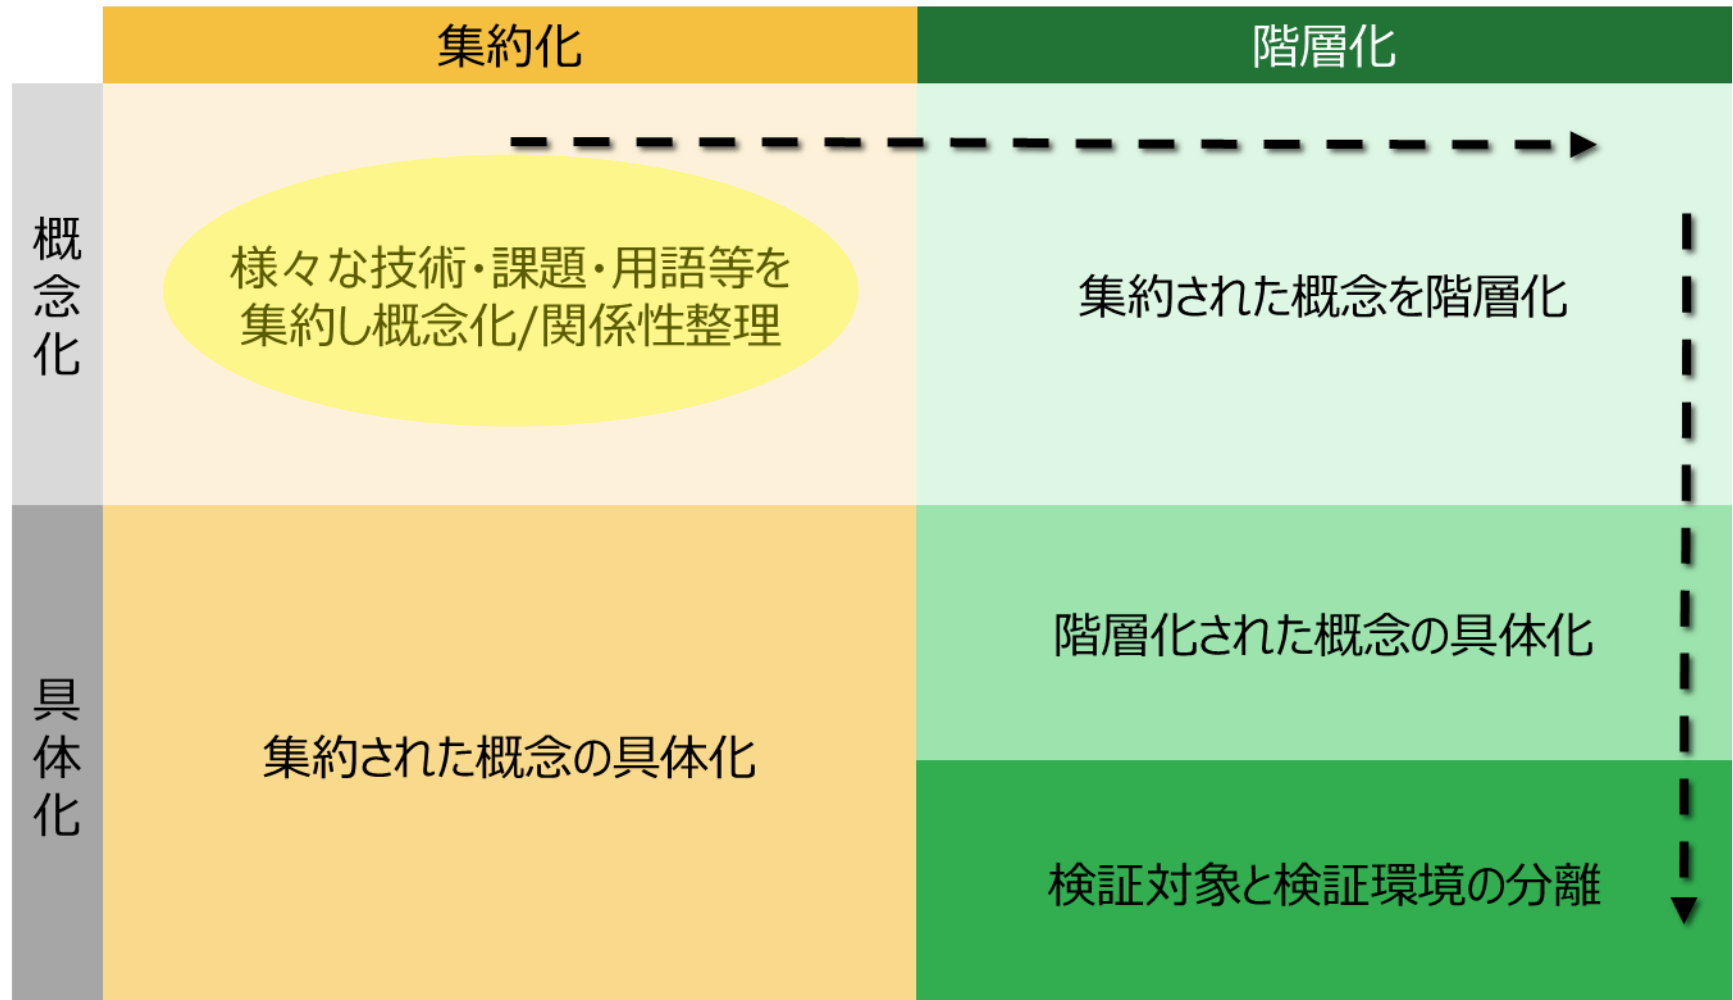 集約化
階層化
概念化
様々な技術・課題・用語等を
集約し概念化/関係性整理
集約された概念を階層化
具体化
集約された概念の具体化
階層化された概念の具体化
検証対象と検証環境の分離